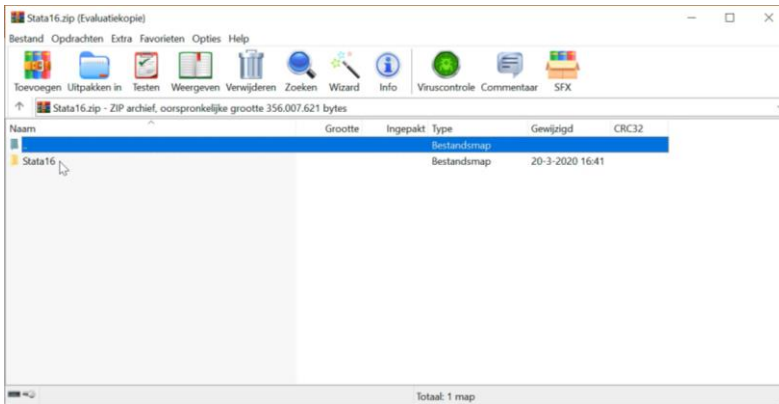 Stata16.zip (Evaluatiekopie)
Bestand Opdrachten Extra Favorieten Opties Help
Toevoegen Uitpakken in Testen Weergeven Verwijderen Zoeken Wizard Info Viruscontrole Commentaar SFX
Stata16.zip - ZIP archief, oorspronkelijke grootte 356.007.621 bytes
Naam Grootte Ingepakt Type Gewijzigd CRC32
.. Bestandsmap
Stata16 Bestandsmap 20-3-2020 16:41
Totaal: 1 map